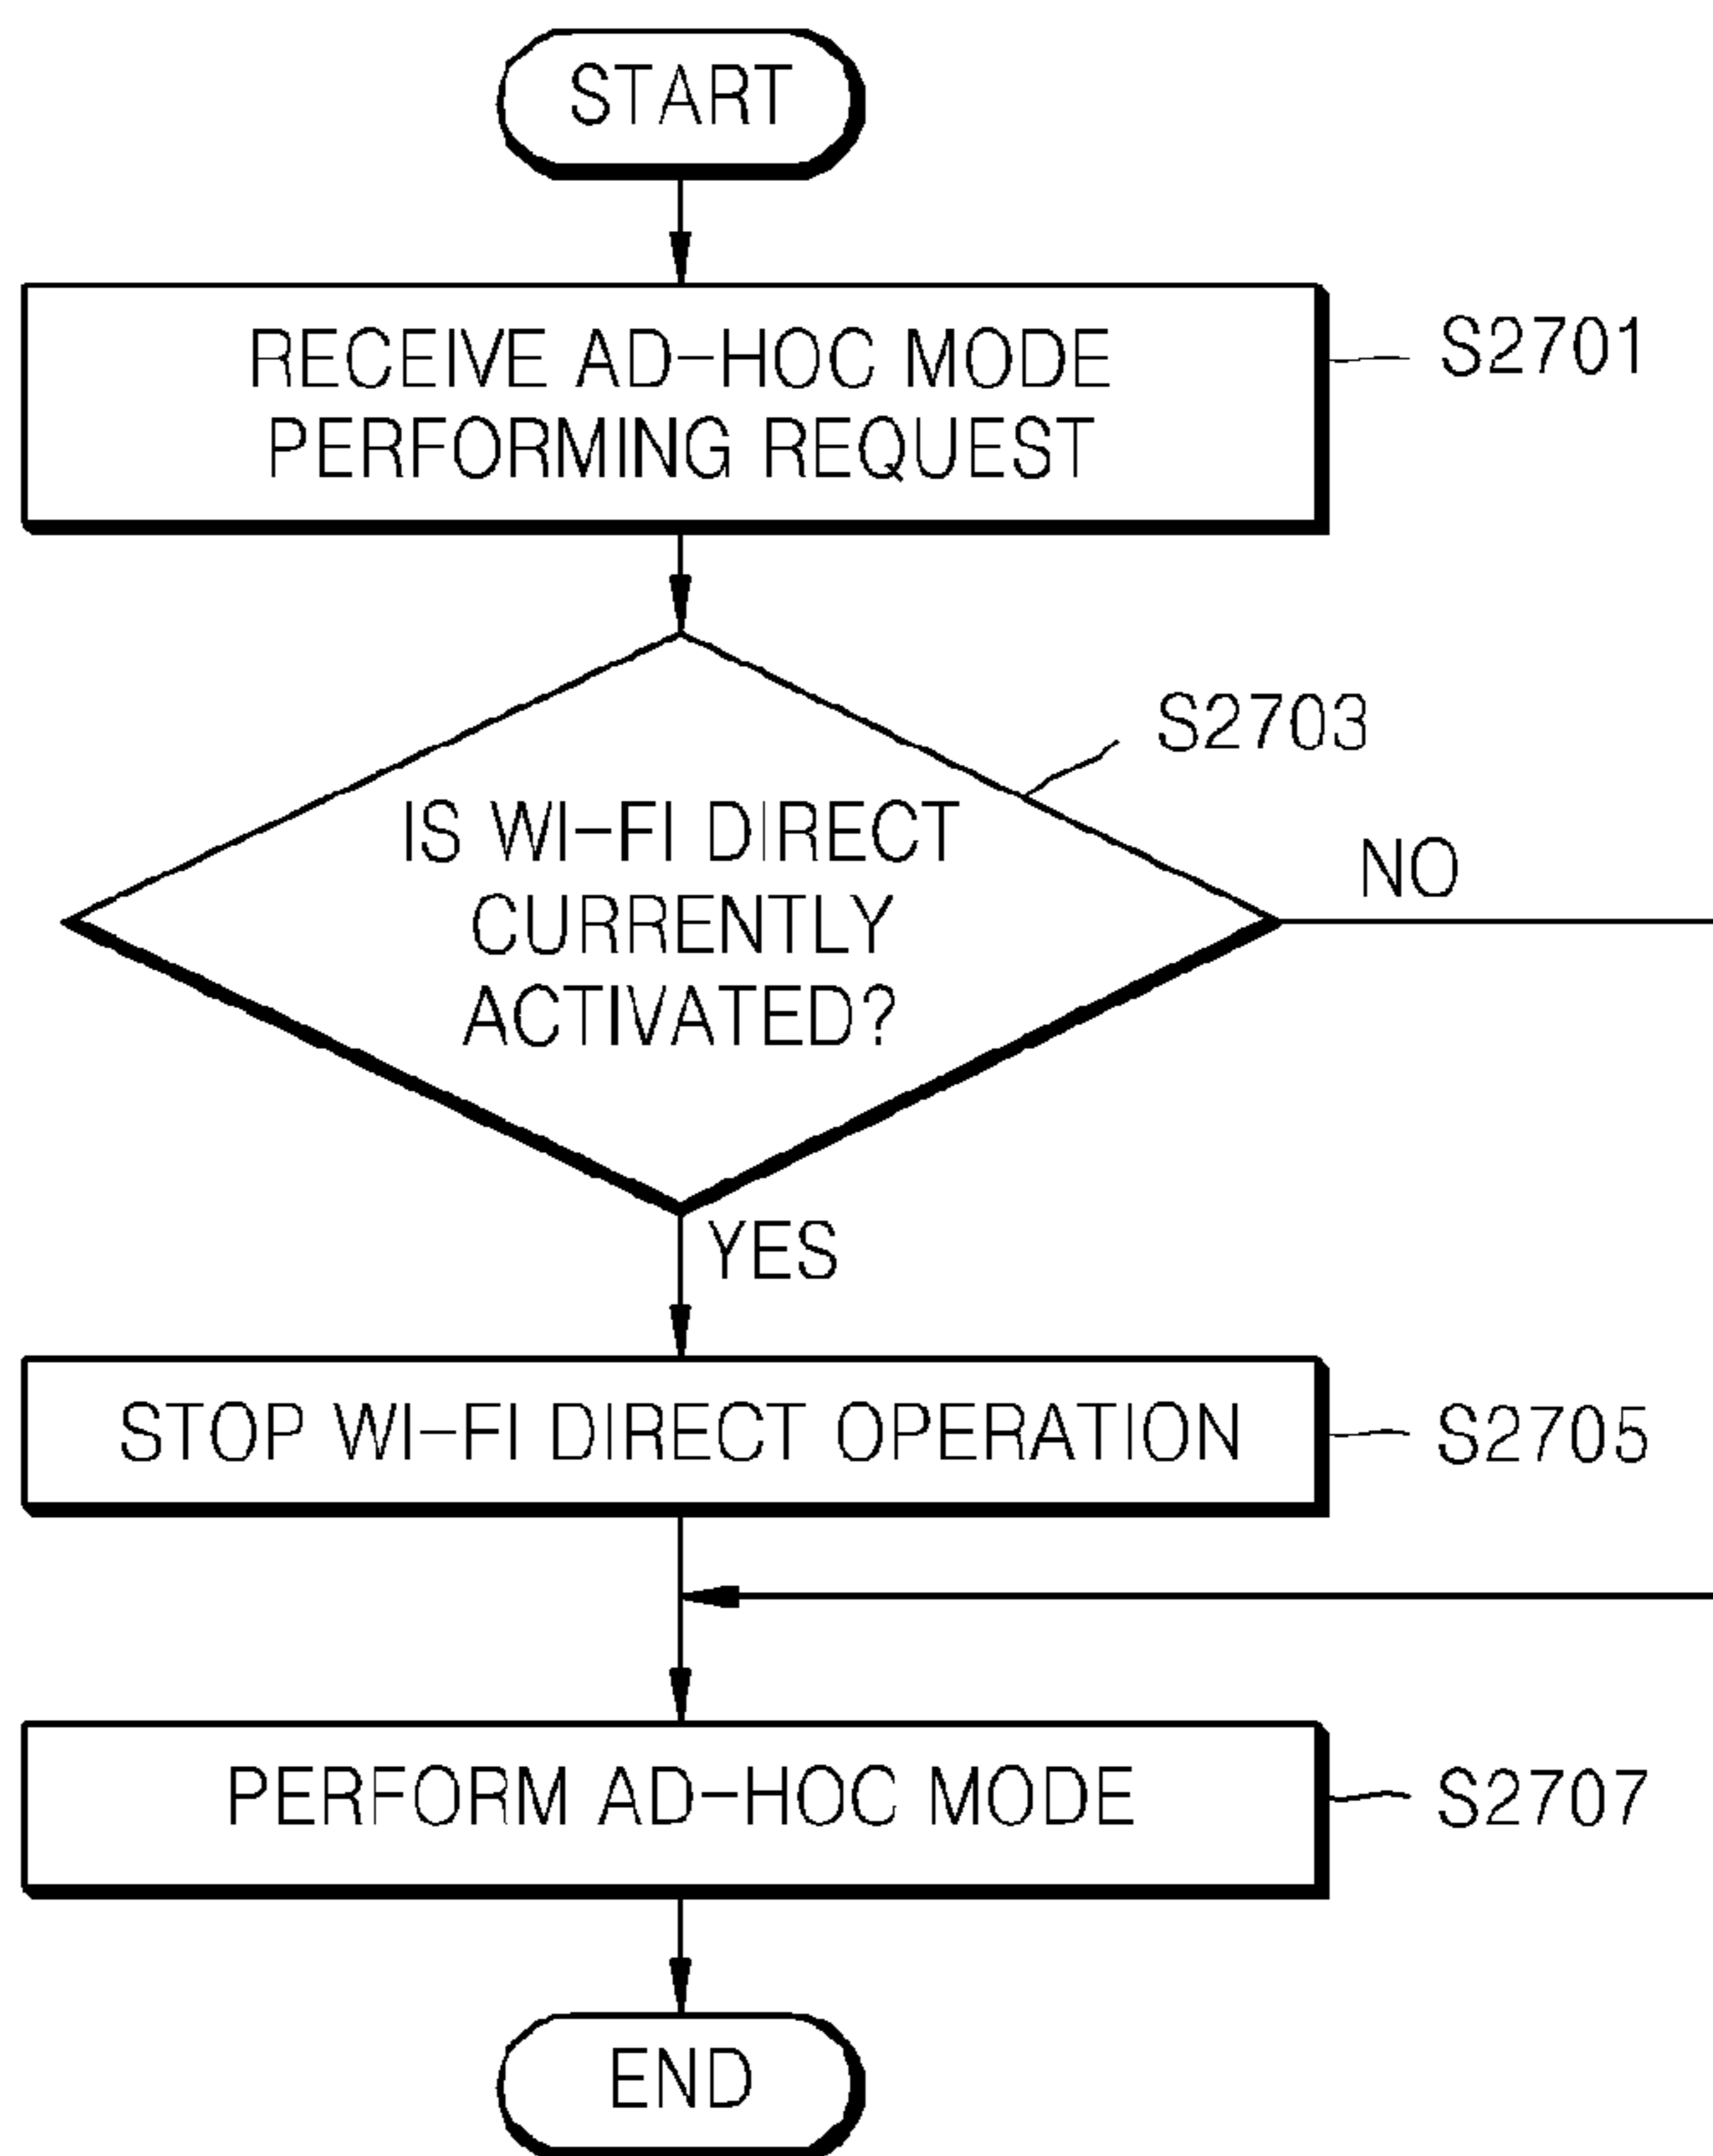 START
RECEIVE AD-HOC MODE
PERFORMING REQUEST
S2701
S2703
IS WI-FI DIRECT
CURRENTLY
ACTIVATED?
NO
YES
STOP WI-FI DIRECT OPERATION
S2705
PERFORM AD-HOC MODE
S2707
END